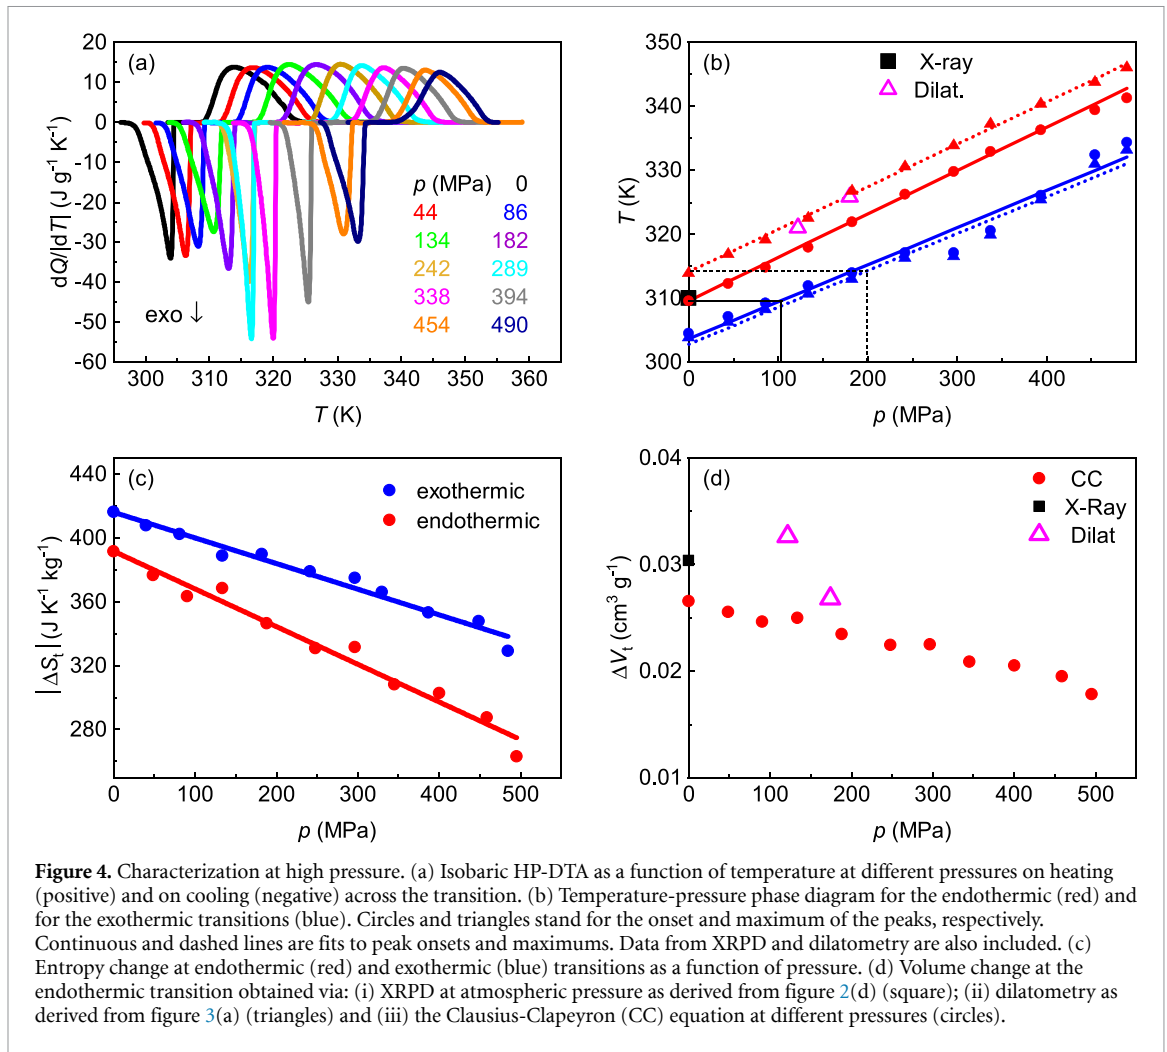 (a)
20
10
0
-10
-20
-30
-40
-50
-60
dQ/|dT| (J g⁻¹ K⁻¹)
p (MPa) 0
44 86
134 182
242 289
338 394
454 490
exo ↓
300 310 320 330 340 350 360
T (K)
(b)
X-ray
Dilat.
350
340
330
320
310
300
T (K)
0 100 200 300 400
p (MPa)
(c)
exothermic
endothermic
440
400
360
320
280
|ΔSₜ| (J K⁻¹ kg⁻¹)
0 100 200 300 400 500
p (MPa)
(d)
CC
X-Ray
Dilat
0.04
0.03
0.02
0.01
ΔVₜ (cm³ g⁻¹)
0 100 200 300 400 500
p (MPa)
Figure 4. Characterization at high pressure. (a) Isobaric HP-DTA as a function of temperature at different pressures on heating
(positive) and on cooling (negative) across the transition. (b) Temperature-pressure phase diagram for the endothermic (red) and
for the exothermic transitions (blue). Circles and triangles stand for the onset and maximum of the peaks, respectively.
Continuous and dashed lines are fits to peak onsets and maximums. Data from XRPD and dilatometry are also included. (c)
Entropy change at endothermic (red) and exothermic (blue) transitions as a function of pressure. (d) Volume change at the
endothermic transition obtained via: (i) XRPD at atmospheric pressure as derived from figure 2(d) (square); (ii) dilatometry as
derived from figure 3(a) (triangles) and (iii) the Clausius-Clapeyron (CC) equation at different pressures (circles).